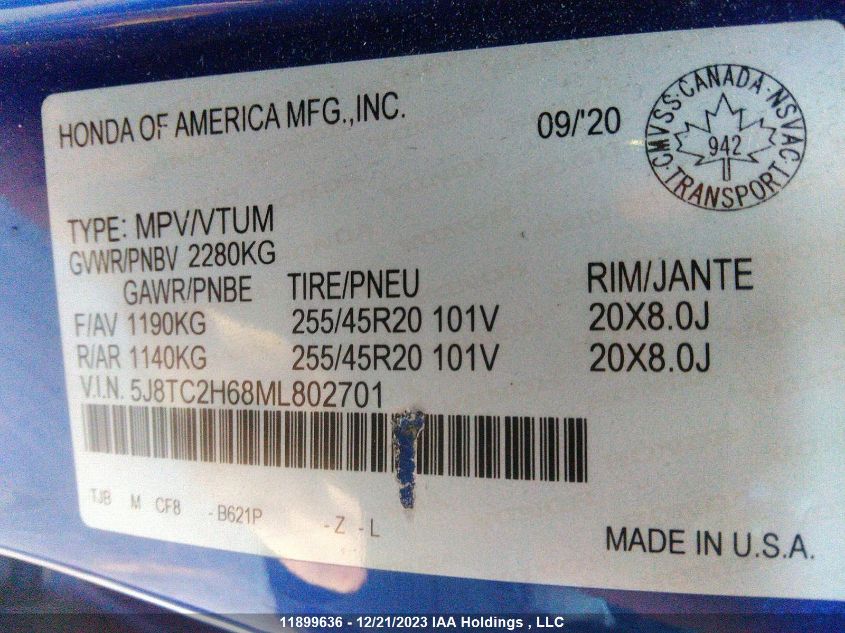 HONDA OF AMERICA MFG.,INC.
09/'20
CMVSS·CANADA·NSVAC
942
·TRANSPORT·
TYPE: MPV/VTUM
GVWR/PNBV 2280KG
GAWR/PNBE TIRE/PNEU RIM/JANTE
F/AV 1190KG 255/45R20 101V 20X8.0J
R/AR 1140KG 255/45R20 101V 20X8.0J
V.I.N. 5J8TC2H68ML802701
TJB M CF8 - B621P - Z - L
MADE IN U.S.A.
11899636 - 12/21/2023 IAA Holdings , LLC